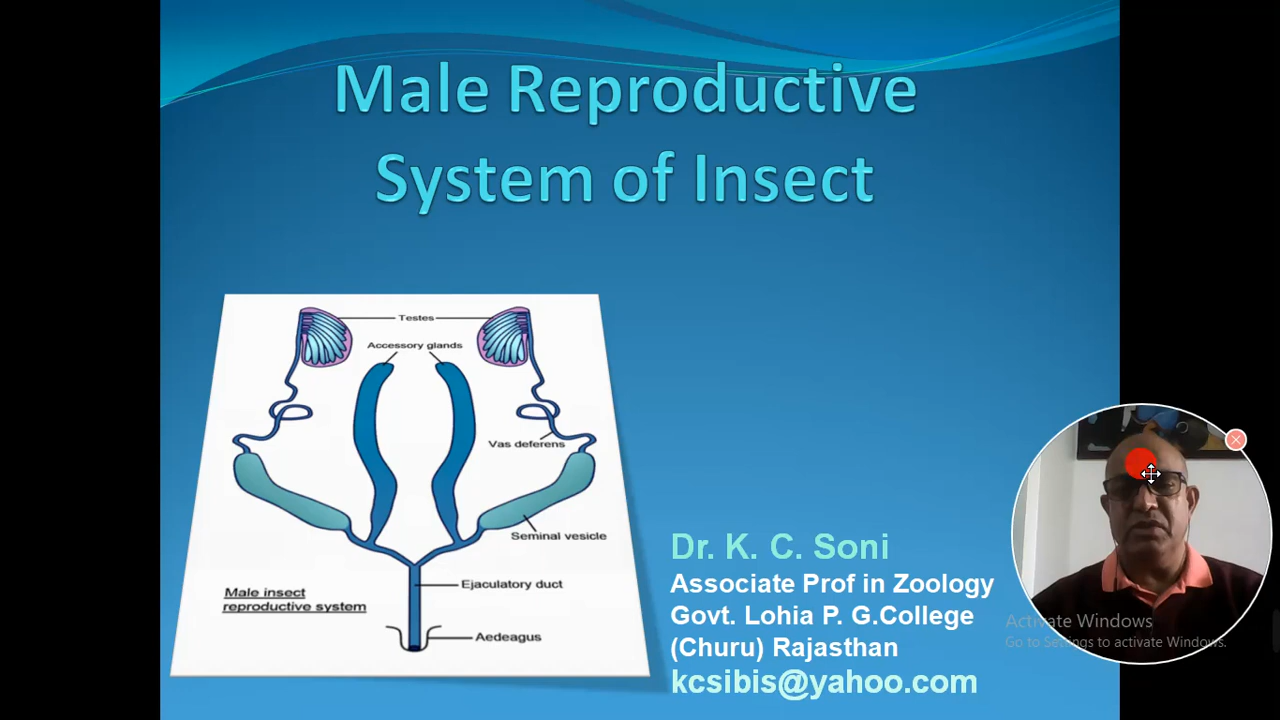 Male Reproductive
System of Insect
Testes
Accessory glands
Vas deferens
Seminal vesicle
Ejaculatory duct
Male insect
reproductive system
Aedeagus
Dr. K. C. Soni
Associate Prof in Zoology
Govt. Lohia P. G.College
(Churu) Rajasthan
kcsibis@yahoo.com
Activate Windows
Go to Settings to activate Windows.